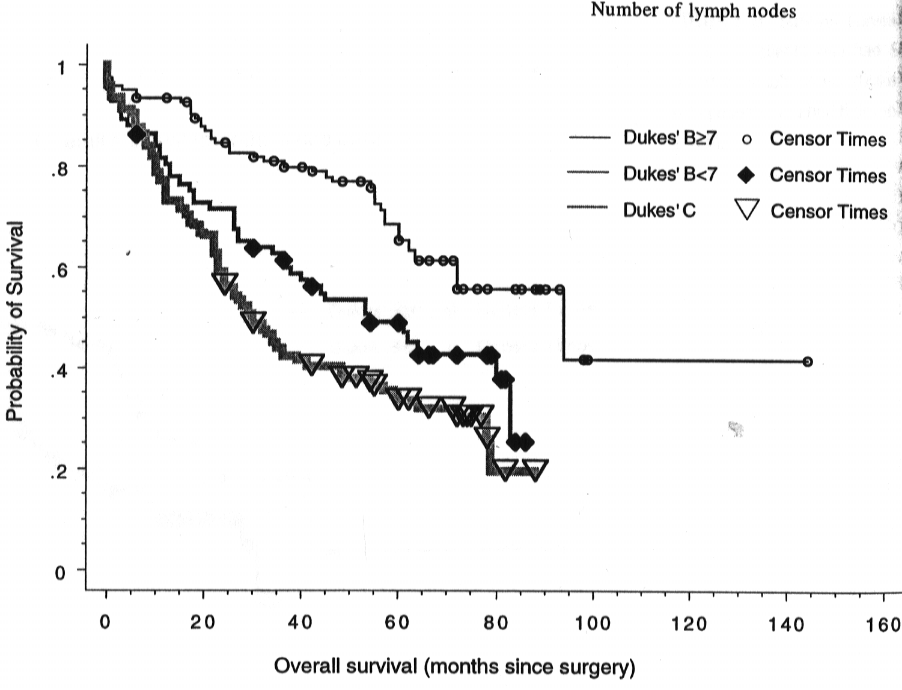 Number of lymph nodes
Dukes' B≥7 Censor Times
Dukes' B<7 Censor Times
Dukes' C Censor Times
Probability of Survival
1
.8
.6
.4
.2
0
0 20 40 60 80 100 120 140 160
Overall survival (months since surgery)